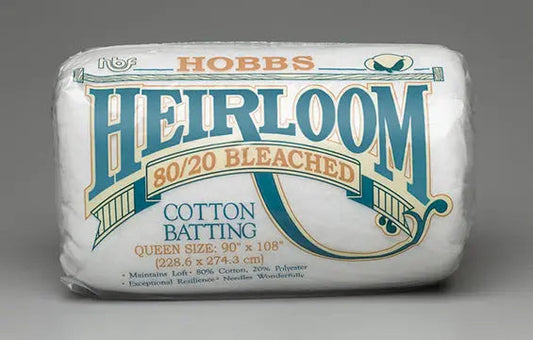 hbf HOBBS
HEIRLOOM
80/20 BLEACHED
COTTON
BATTING
QUEEN SIZE: 90" x 108"
(228.6 x 274.3 cm)
· Maintains Loft · 80% Cotton, 20% Polyester
· Exceptional Resilience · Needles Wonderfully